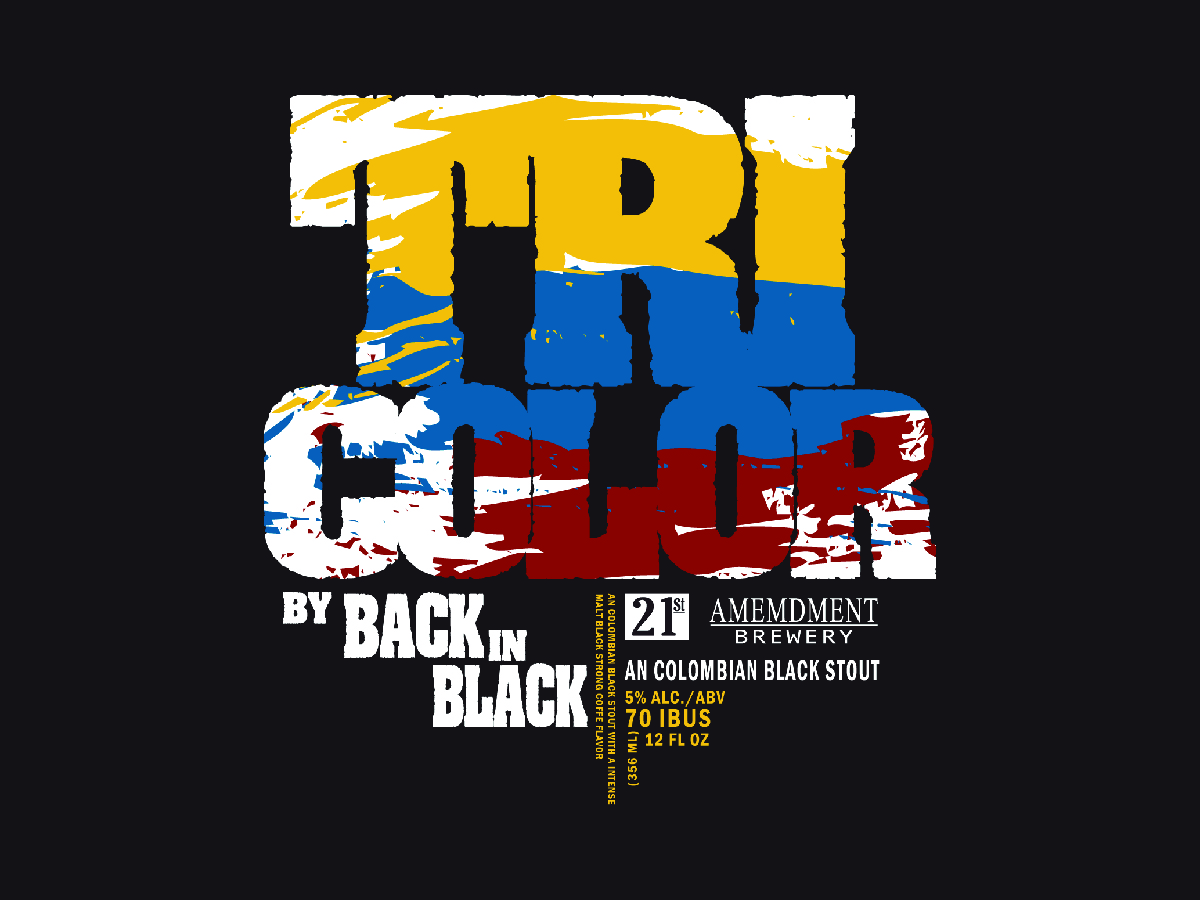 TRI
COLOR
BY BACK IN
BLACK
AN COLOMBIAN BLACK STOUT WITH A INTENSE
MALT BLACK STRONG COFFE FLAVOR
21St AMEMDMENT
BREWERY
AN COLOMBIAN BLACK STOUT
5% ALC./ABV
70 IBUS
12 FL OZ
(356 ML)